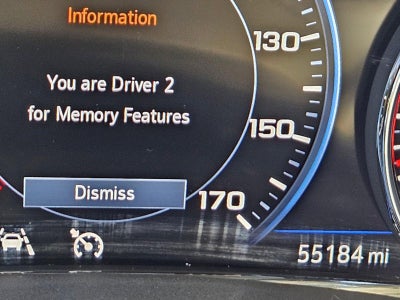 Information
130
You are Driver 2
for Memory Features
150
Dismiss
170
55184 mi